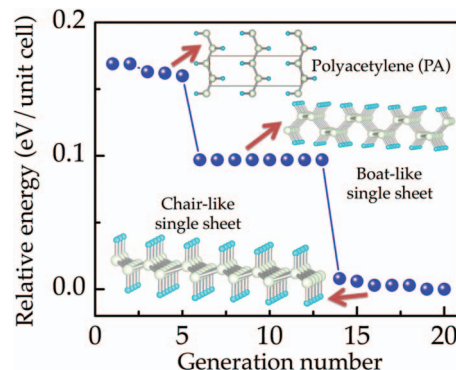 0.2
0.1
0.0
Relative energy (eV/unit cell)
Polyacetylene (PA)
Boat-like
single sheet
Chair-like
single sheet
0 5 10 15 20
Generation number